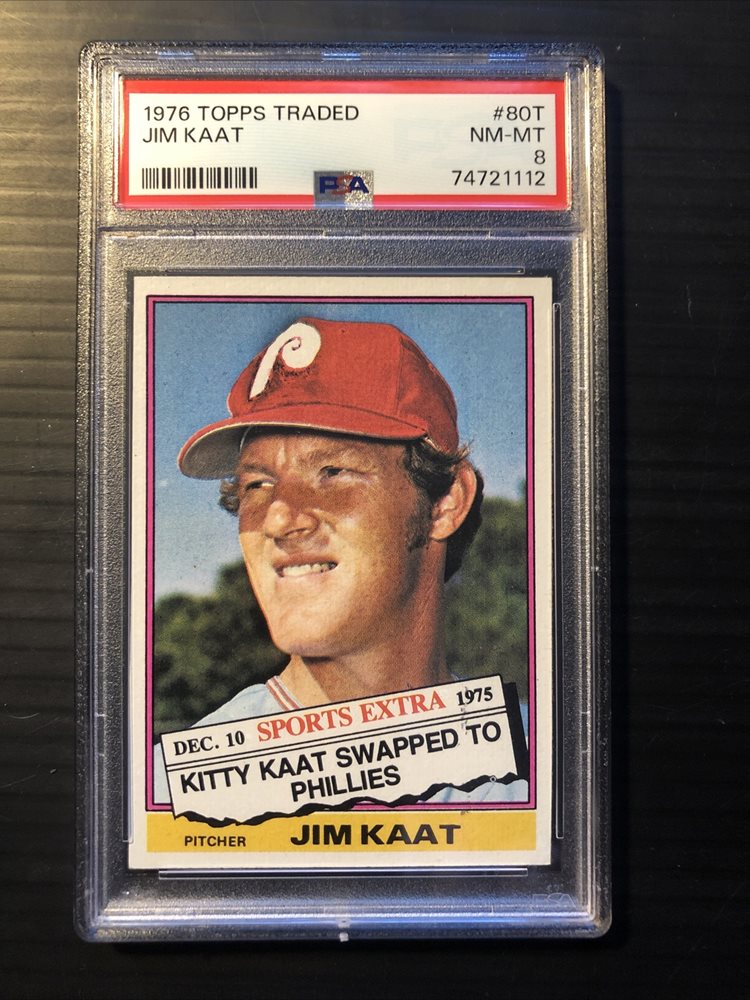 1976 TOPPS TRADED #80T
JIM KAAT NM-MT
8
PSA 74721112
P
DEC. 10 SPORTS EXTRA 1975
KITTY KAAT SWAPPED TO
PHILLIES
PITCHER JIM KAAT
PSA